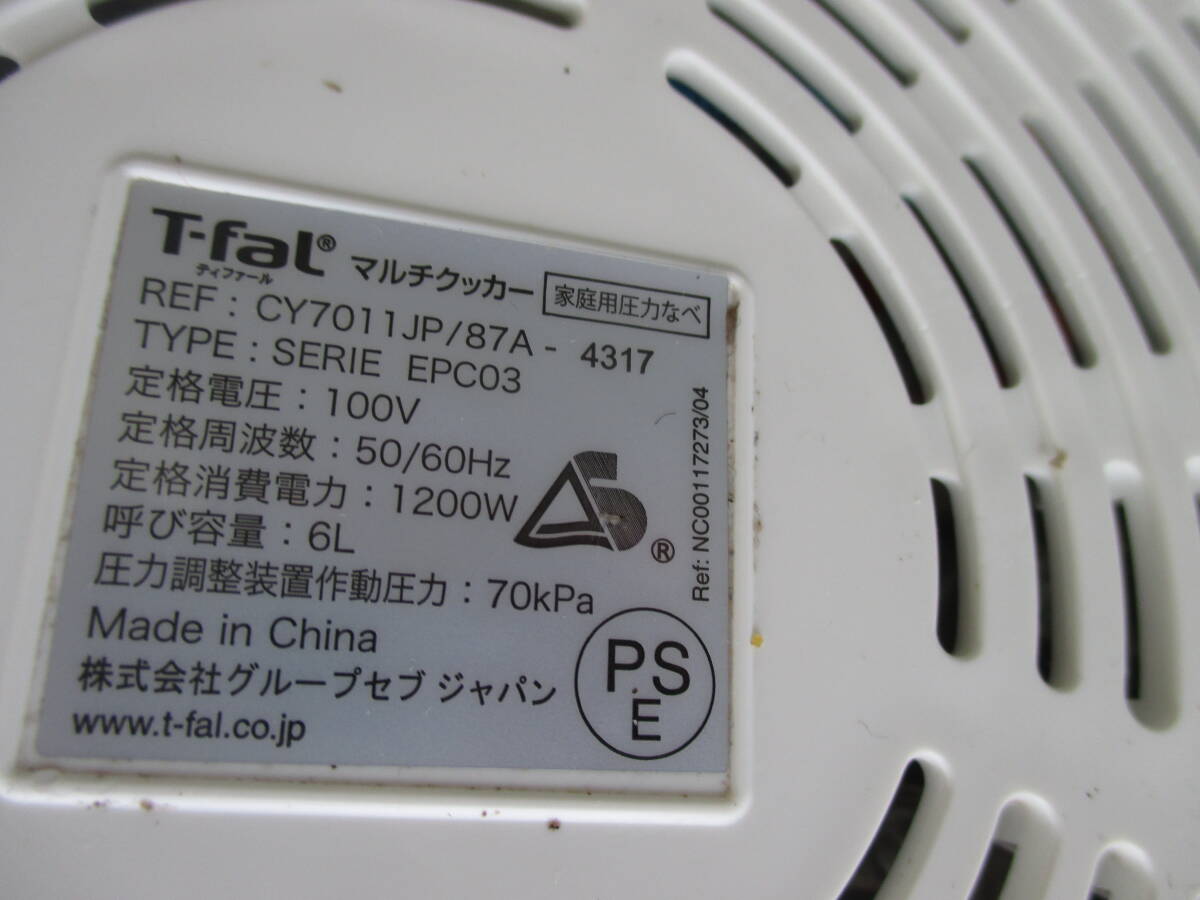 T-fal® マルチクッカー 家庭用圧力なべ
ティファール
REF : CY7011JP/87A - 4317
TYPE : SERIE EPC03
定格電圧 : 100V
定格周波数 : 50/60Hz
定格消費電力 : 1200W
呼び容量 : 6L
圧力調整装置作動圧力 : 70kPa
Made in China
株式会社グループセブ ジャパン
www.t-fal.co.jp
S
®
PS
E
Ref: NC00117273/04